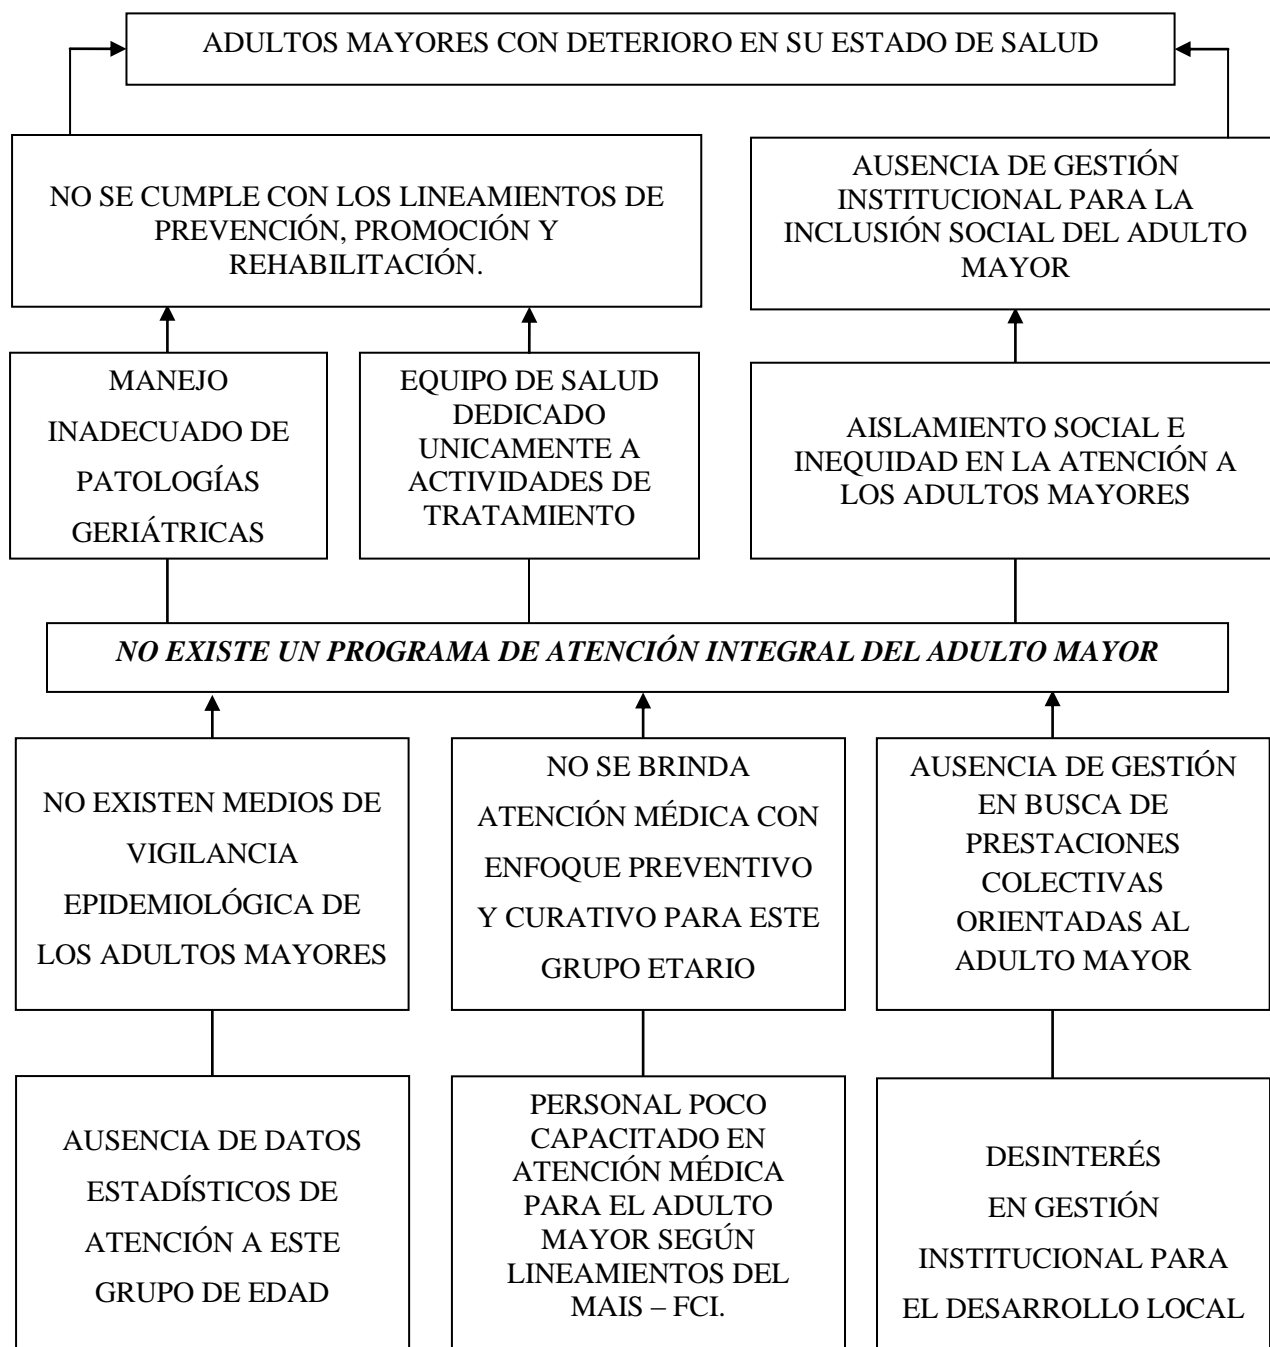 ADULTOS MAYORES CON DETERIORO EN SU ESTADO DE SALUD
NO SE CUMPLE CON LOS LINEAMIENTOS DE
PREVENCIÓN, PROMOCIÓN Y
REHABILITACIÓN.
AUSENCIA DE GESTIÓN
INSTITUCIONAL PARA LA
INCLUSIÓN SOCIAL DEL ADULTO
MAYOR
MANEJO
INADECUADO DE
PATOLOGÍAS
GERIÁTRICAS
EQUIPO DE SALUD
DEDICADO
UNICAMENTE A
ACTIVIDADES DE
TRATAMIENTO
AISLAMIENTO SOCIAL E
INEQUIDAD EN LA ATENCIÓN A
LOS ADULTOS MAYORES
NO EXISTE UN PROGRAMA DE ATENCIÓN INTEGRAL DEL ADULTO MAYOR
NO EXISTEN MEDIOS DE
VIGILANCIA
EPIDEMIOLÓGICA DE
LOS ADULTOS MAYORES
NO SE BRINDA
ATENCIÓN MÉDICA CON
ENFOQUE PREVENTIVO
Y CURATIVO PARA ESTE
GRUPO ETARIO
AUSENCIA DE GESTIÓN
EN BUSCA DE
PRESTACIONES
COLECTIVAS
ORIENTADAS AL
ADULTO MAYOR
AUSENCIA DE DATOS
ESTADÍSTICOS DE
ATENCIÓN A ESTE
GRUPO DE EDAD
PERSONAL POCO
CAPACITADO EN
ATENCIÓN MÉDICA
PARA EL ADULTO
MAYOR SEGÚN
LINEAMIENTOS DEL
MAIS – FCI.
DESINTERÉS
EN GESTIÓN
INSTITUCIONAL PARA
EL DESARROLLO LOCAL